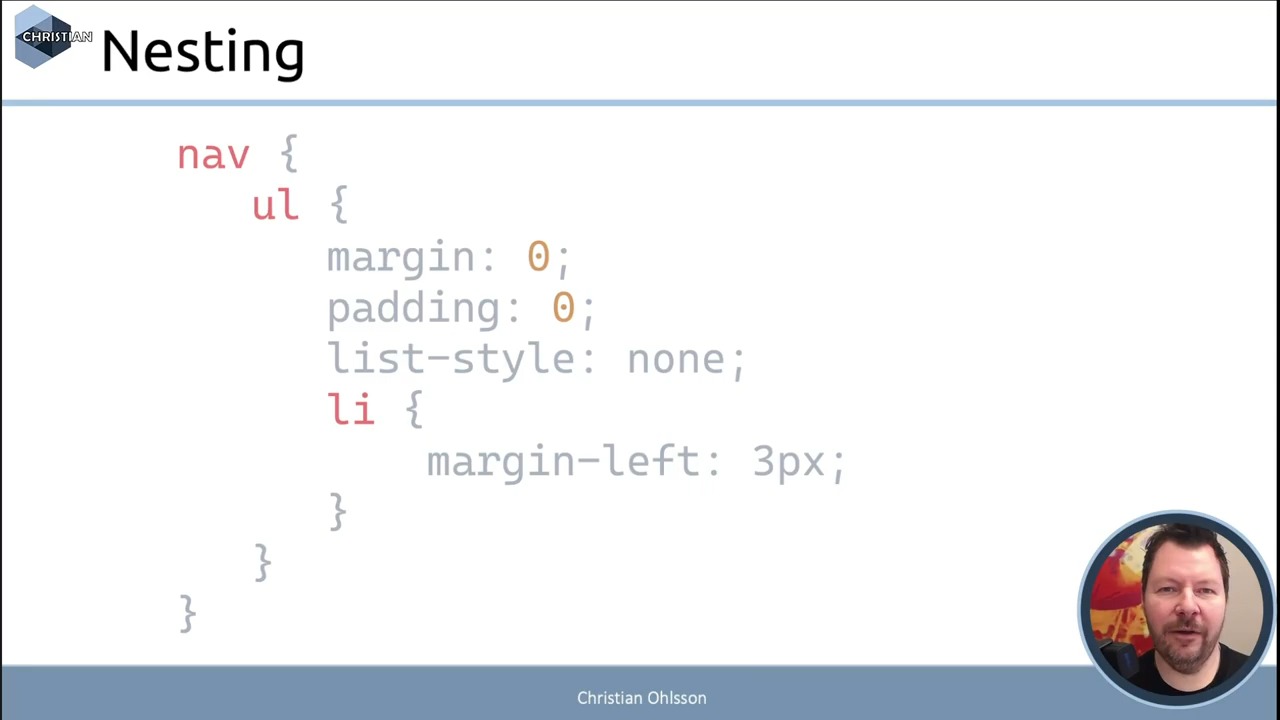 CHRISTIAN
Nesting
nav {
    ul {
        margin: 0;
        padding: 0;
        list-style: none;
        li {
            margin-left: 3px;
        }
    }
}
Christian Ohlsson